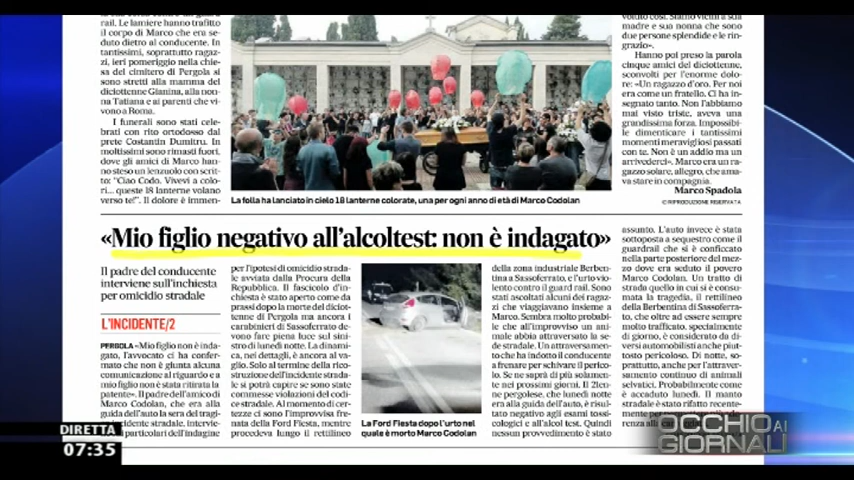 rail. Le lamiere hanno trafitto
il corpo di Marco che era se-
duto dietro al conducente. In
tantissimi, soprattutto ragaz-
zi, ieri pomeriggio nella chie-
sa del cimitero di Pergola si
sono stretti alla mamma del
diciottenne Gianina, alla non-
na Tatiana e ai parenti che vi-
vono a Roma.
I funerali sono stati cele-
brati con rito ortodosso dal
prete Costantin Dumitru. In
moltissimi sono rimasti fuori,
dove gli amici di Marco han-
no steso un lenzuolo con scrit-
to: "Ciao Codo. Vivevi a colo-
ri... queste 18 lanterne volano
verso te!". Il dolore è immen-
La folla ha lanciato in cielo 18 lanterne colorate, una per ogni anno di età di Marco Codolan
voluto così. Siamo vicini a sua
madre e sua nonna che sono
due persone splendide e le rin-
grazio».
Hanno poi preso la parola
cinque amici del diciottenne,
sconvolti per l'enorme dolo-
re: «Un ragazzo d'oro. Per noi
era come un fratello. Ci ha in-
segnato tanto. Non l'abbiamo
mai visto triste, aveva una
grandissima forza. Impossibi-
le dimenticare i tantissimi
momenti meravigliosi passati
con te. Non è un addio ma un
arrivederci». Marco era un ra-
gazzo solare, allegro, che ama-
va stare in compagnia.
Marco Spadola
© RIPRODUZIONE RISERVATA
«Mio figlio negativo all'alcoltest: non è indagato»
Il padre del conducente
interviene sull'inchiesta
per omicidio stradale
L'INCIDENTE/2
PERGOLA «Mio figlio non è inda-
gato, l'avvocato ci ha confer-
mato che non è giunta alcuna
comunicazione al riguardo e a
mio figlio non è stata ritirata la
patente». Il padre dell'amico di
Marco Codolan, che era alla
guida dell'auto la sera del tragi-
incidente stradale, intervie-
particolari dell'indagine
per l'ipotesi di omicidio strada-
le avviata dalla Procura della
Repubblica. Il fascicolo d'in-
chiesta è stato aperto come da
prassi dopo la morte del diciot-
tenne di Pergola ma ancora i
carabinieri di Sassoferrato de-
vono fare piena luce sul sini-
stro di lunedì notte. La dinami-
ca, nei dettagli, è ancora al va-
glio. Solo al termine della rico-
struzione dell'incidente strada-
le si potrà capire se sono state
commesse violazioni del codi-
ce stradale. Al momento di cer-
tezze ci sono l'improvvisa fre-
nata della Ford Fiesta, mentre
procedeva lungo il rettilineo
La Ford Fiesta dopo l'urto nel
quale è morto Marco Codolan
della zona industriale Berben-
tina a Sassoferrato, e l'urto vio-
lento contro il guard rail. Sono
stati ascoltati alcuni dei ragaz-
zi che viaggiavano insieme a
Marco. Sembra molto probabi-
le che all'improvviso un ani-
male abbia attraversato la se-
de stradale. Un attraversamen-
to che ha indotto il conducente
a frenare per schivare il perico-
lo. Se ne saprà di più solamen-
te nei prossimi giorni. Il 21en-
ne pergolese, che lunedì notte
era alla guida dell'auto, è risul-
tato negativo agli esami tossi-
cologici e all'alcol test. Quindi
nessun provvedimento è stato
assunto. L'auto invece è stata
sottoposta a sequestro come il
guardrail che si è conficcato
nella parte posteriore del mez-
zo dove era seduto il povero
Marco Codolan. Un tratto di
strada quello in cui si è consu-
mata la tragedia, il rettilineo
della Berbentina di Sassoferra-
to, che oltre ad essere sempre
molto trafficato, specialmente
di giorno, è considerato da di-
versi automobilisti anche piut-
tosto pericoloso. Di notte, so-
prattutto, anche per l'attraver-
samento continuo di animali
selvatici. Probabilmente come
è accaduto lunedì. Il manto
stradale è stato rifatto recente-
mente per
DIRETTA
07:35
OCCHIO AI
GIORNALI